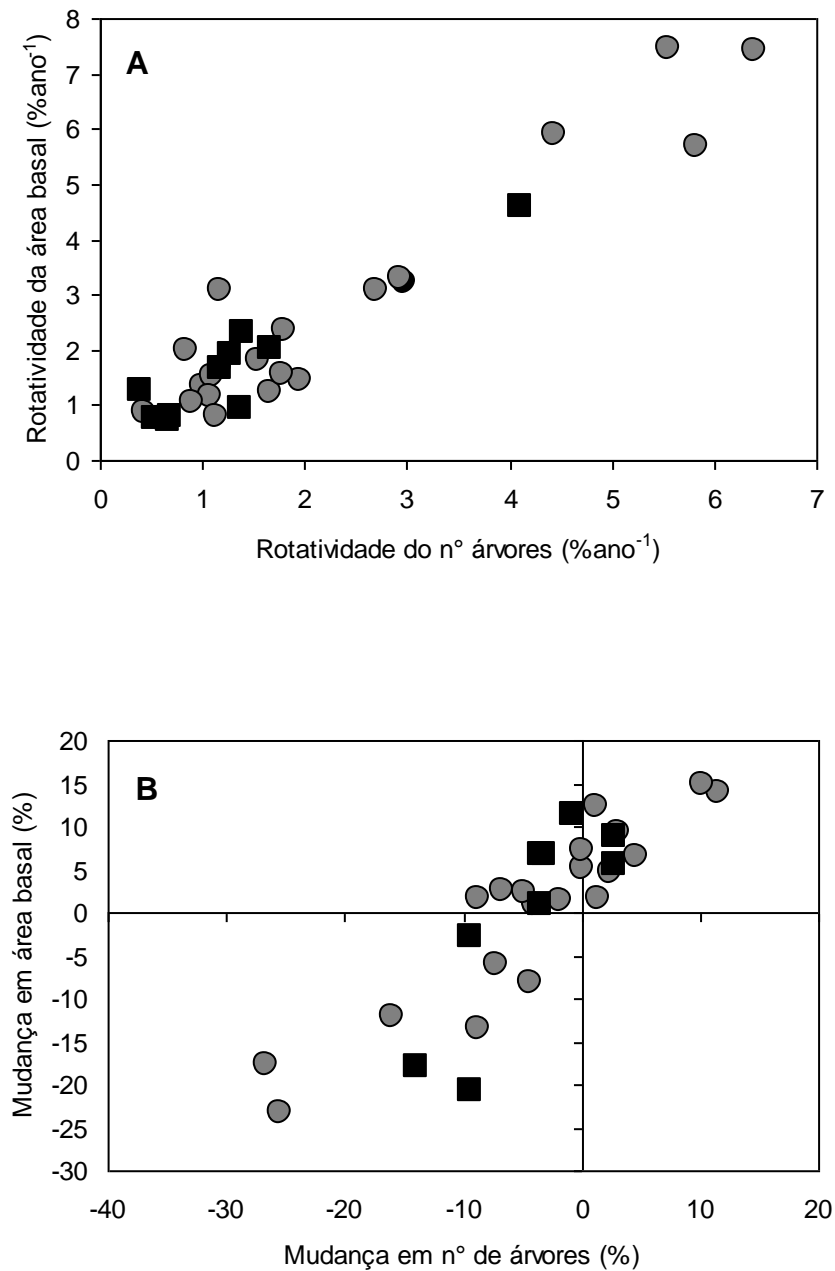 A
Rotatividade da área basal (%ano⁻¹)
8
7
6
5
4
3
2
1
0
0 1 2 3 4 5 6 7
Rotatividade do n° árvores (%ano⁻¹)
B
Mudança em área basal (%)
20
15
10
5
0
-5
-10
-15
-20
-25
-30
-40 -30 -20 -10 0 10 20
Mudança em n° de árvores (%)